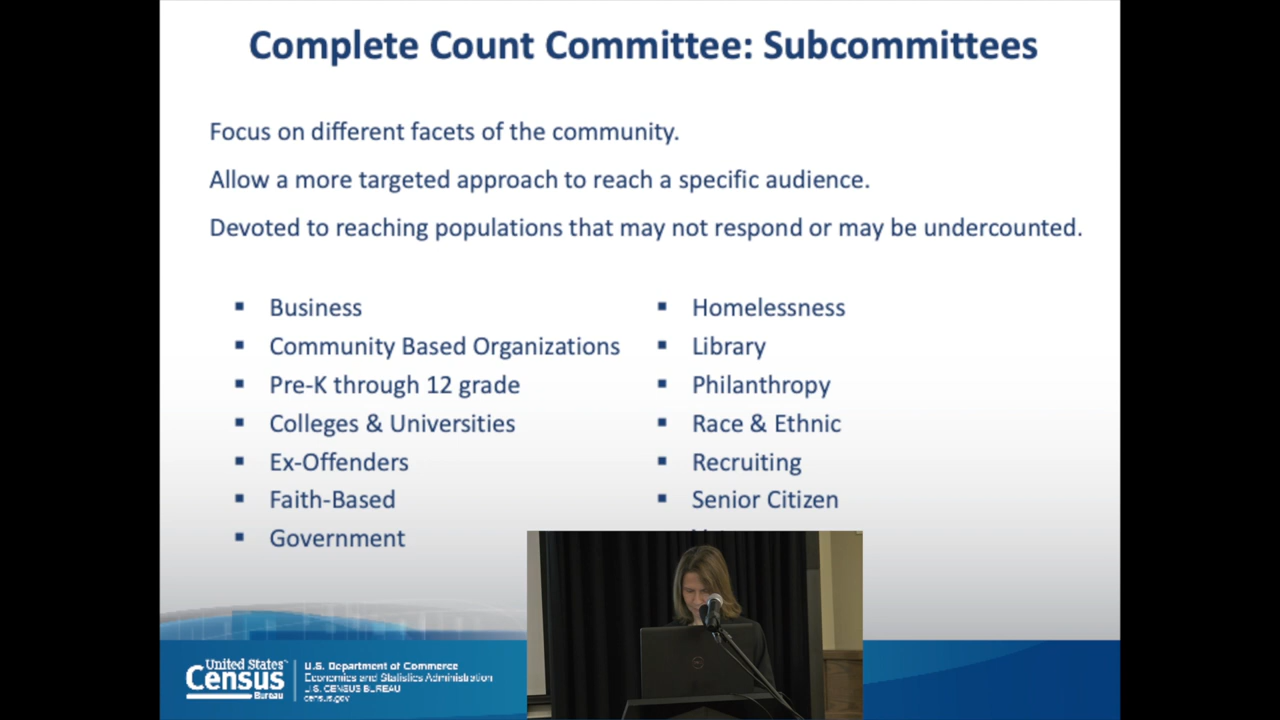 Complete Count Committee: Subcommittees
Focus on different facets of the community.
Allow a more targeted approach to reach a specific audience.
Devoted to reaching populations that may not respond or may be undercounted.
Business
Community Based Organizations
Pre-K through 12 grade
Colleges & Universities
Ex-Offenders
Faith-Based
Government
Homelessness
Library
Philanthropy
Race & Ethnic
Recruiting
Senior Citizen
United States
Census
Bureau
U.S. Department of Commerce
Economics and Statistics Administration
U.S. CENSUS BUREAU
census.gov